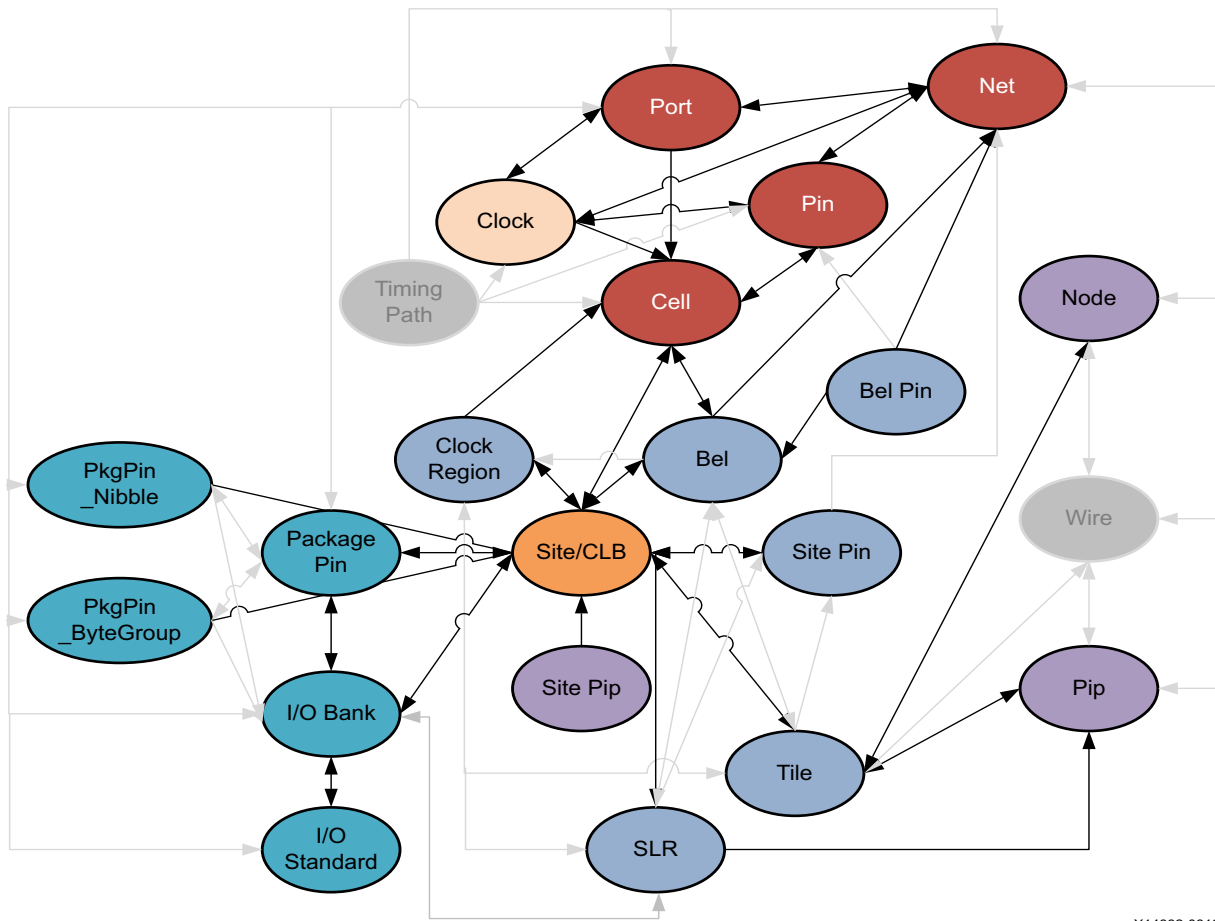 Net
Port
Pin
Clock
Timing
Path
Cell
Node
Bel Pin
Clock
Region
Bel
PkgPin
_Nibble
Package
Pin
Site/CLB
Site Pin
Wire
PkgPin
_ByteGroup
Site Pip
Pip
I/O Bank
Tile
I/O
Standard
SLR